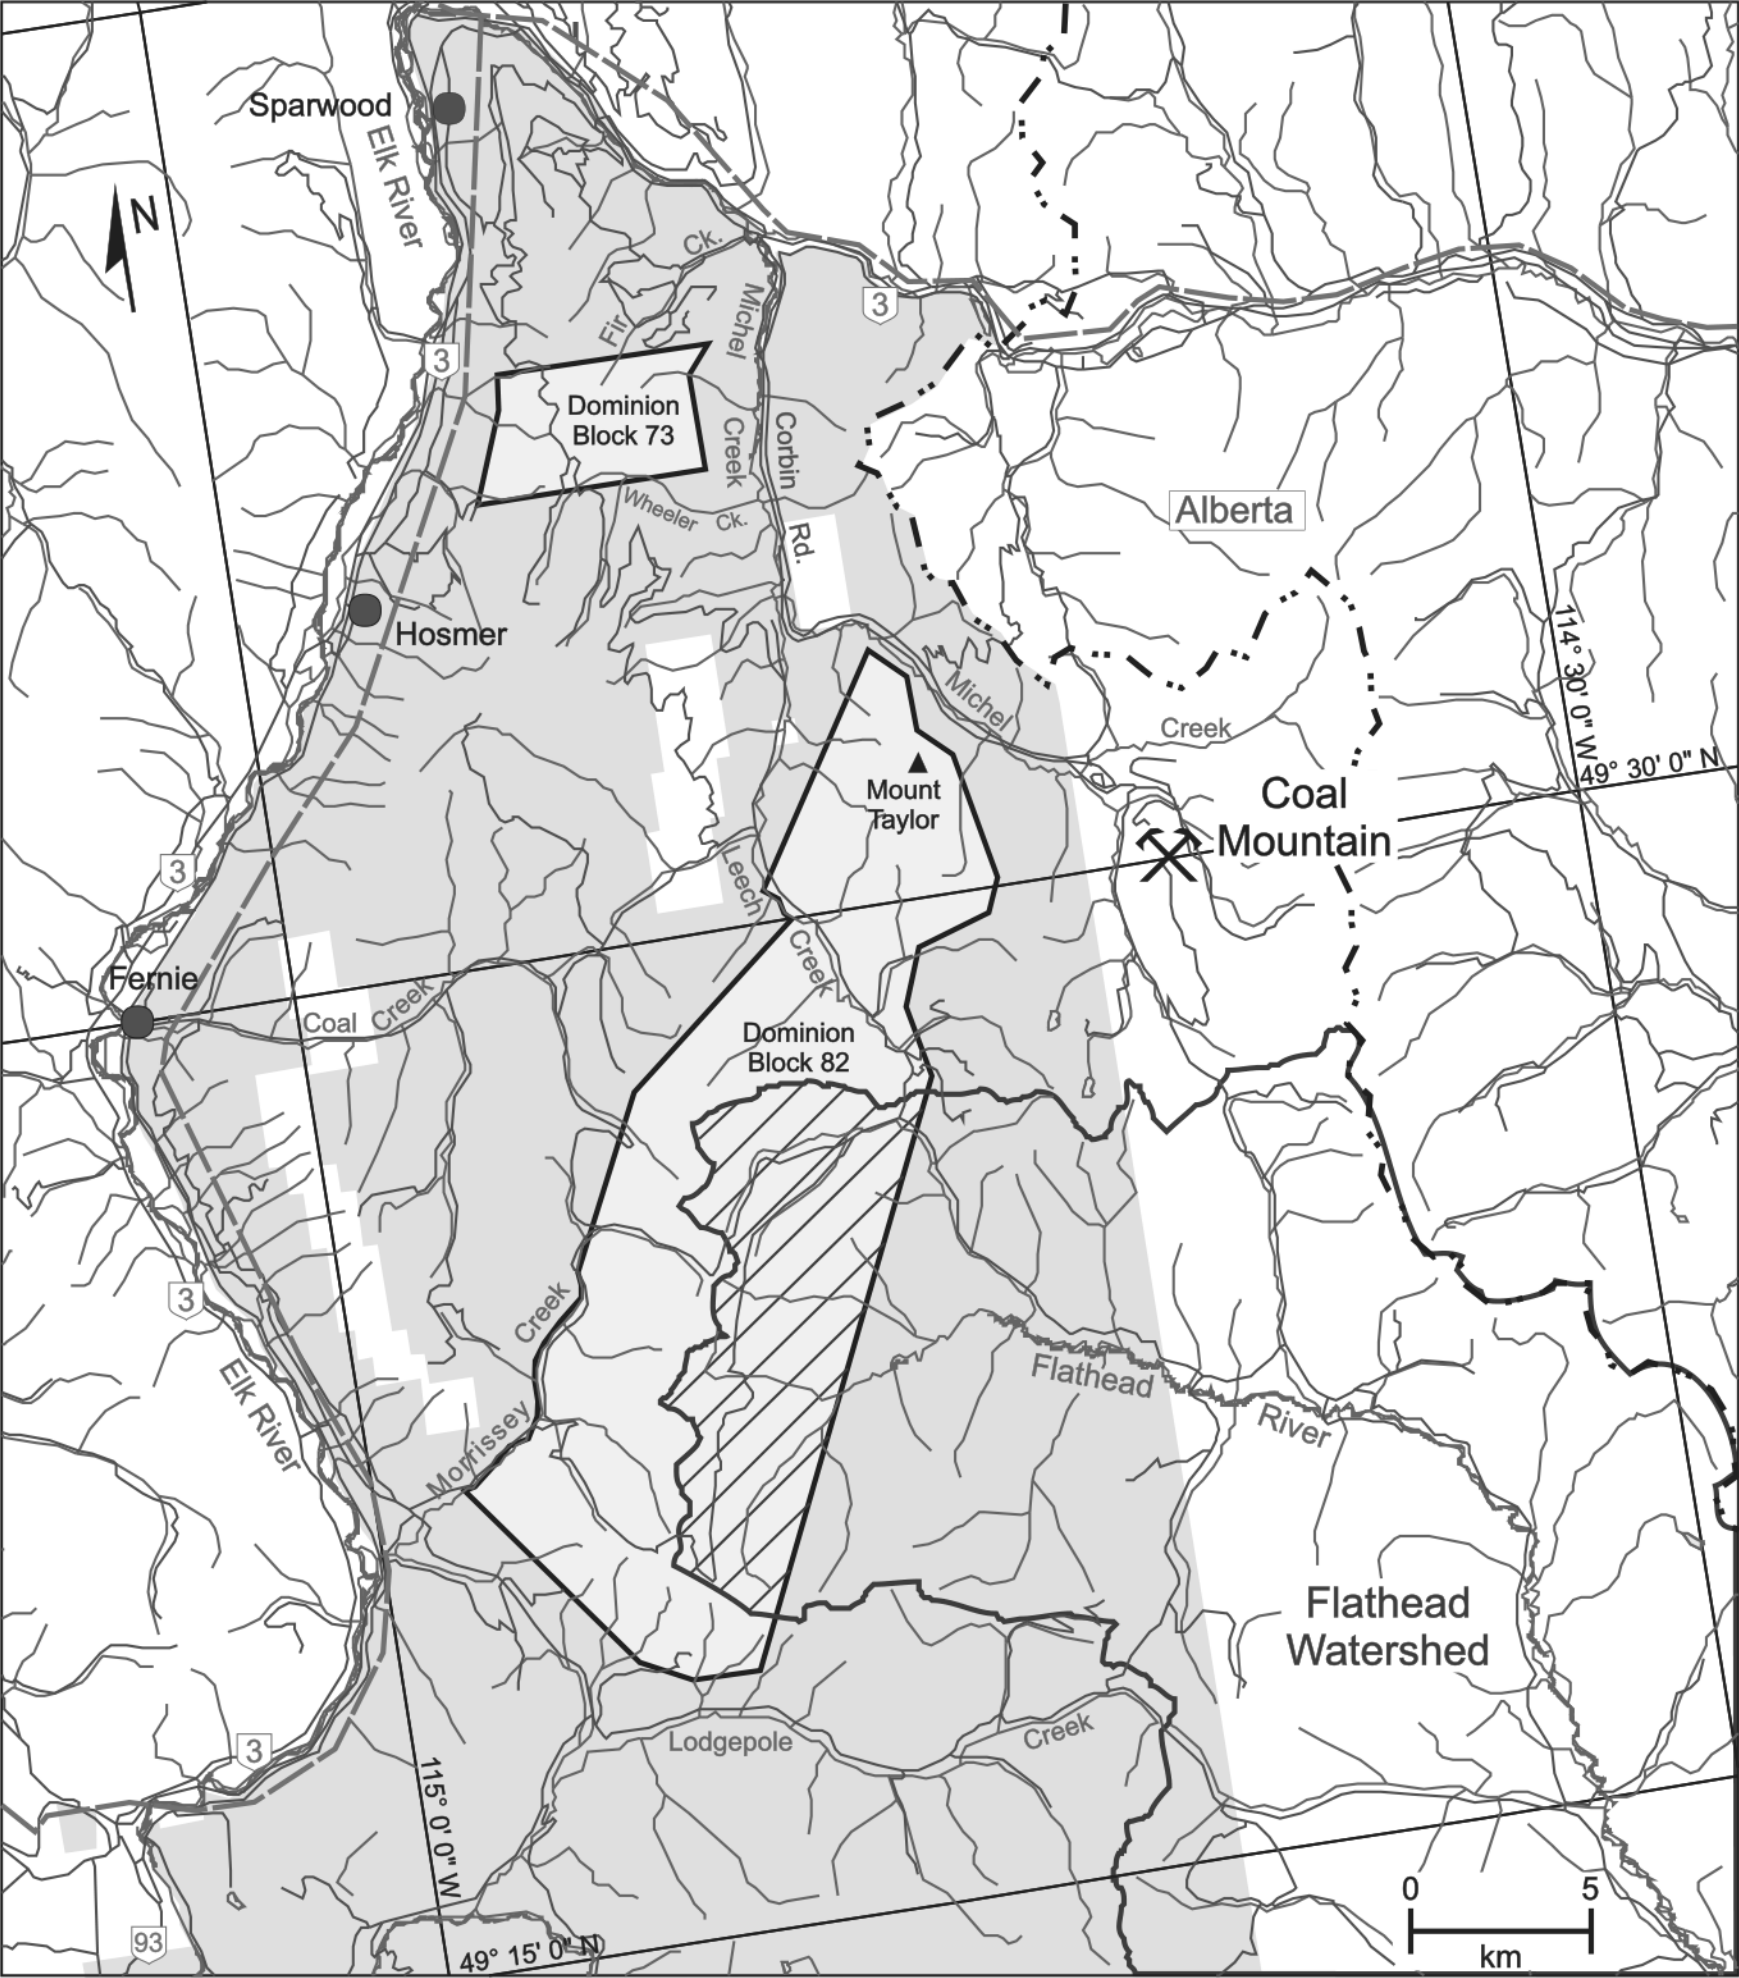 Sparwood
Elk River
N
Ck.
Fir
Michel
3
3
Dominion
Block 73
Creek
Corbin
Wheeler
Ck.
Rd.
Alberta
Hosmer
114° 30' 0" W
Michel
Creek
49° 30' 0" N
Mount
Taylor
Coal
Mountain
3
Leech
Creek
Fernie
Coal
Creek
Dominion
Block 82
3
Creek
Elk River
Flathead
River
Morrissey
Flathead
Watershed
Lodgepole
Creek
3
115° 0' 0" W
0
5
km
93
49° 15' 0" N